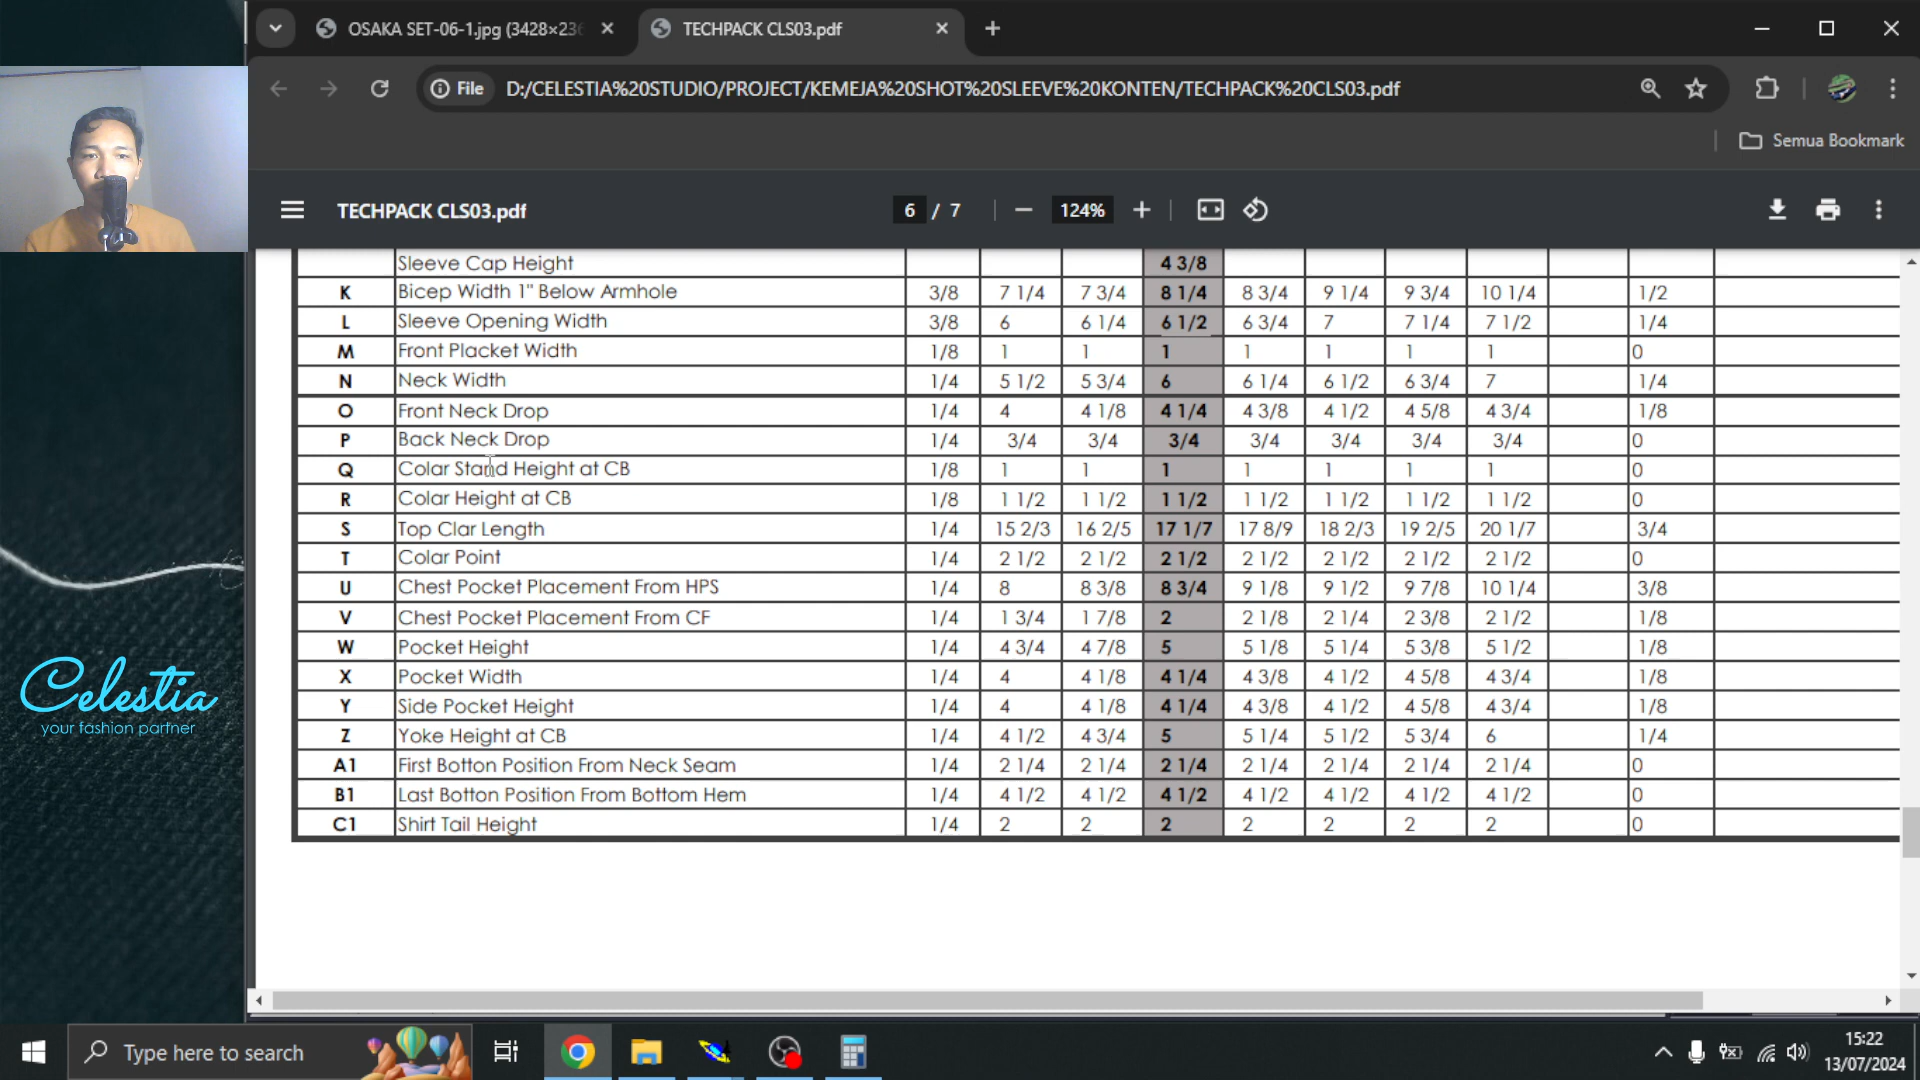 OSAKA SET-06-1.jpg (3428×236
TECHPACK CLS03.pdf
File
D:/CELESTIA%20STUDIO/PROJECT/KEMEJA%20SHOT%20SLEEVE%20KONTEN/TECHPACK%20CLS03.pdf
Semua Bookmark
TECHPACK CLS03.pdf
6 / 7
124%
Sleeve Cap Height 4 3/8
K Bicep Width 1" Below Armhole 3/8 7 1/4 7 3/4 8 1/4 8 3/4 9 1/4 9 3/4 10 1/4 1/2
L Sleeve Opening Width 3/8 6 6 1/4 6 1/2 6 3/4 7 7 1/4 7 1/2 1/4
M Front Placket Width 1/8 1 1 1 1 1 1 1 0
N Neck Width 1/4 5 1/2 5 3/4 6 6 1/4 6 1/2 6 3/4 7 1/4
O Front Neck Drop 1/4 4 4 1/8 4 1/4 4 3/8 4 1/2 4 5/8 4 3/4 1/8
P Back Neck Drop 1/4 3/4 3/4 3/4 3/4 3/4 3/4 3/4 0
Q Colar Stand Height at CB 1/8 1 1 1 1 1 1 1 0
R Colar Height at CB 1/8 1 1/2 1 1/2 1 1/2 1 1/2 1 1/2 1 1/2 1 1/2 0
S Top Clar Length 1/4 15 2/3 16 2/5 17 1/7 17 8/9 18 2/3 19 2/5 20 1/7 3/4
T Colar Point 1/4 2 1/2 2 1/2 2 1/2 2 1/2 2 1/2 2 1/2 2 1/2 0
U Chest Pocket Placement From HPS 1/4 8 8 3/8 8 3/4 9 1/8 9 1/2 9 7/8 10 1/4 3/8
V Chest Pocket Placement From CF 1/4 1 3/4 1 7/8 2 2 1/8 2 1/4 2 3/8 2 1/2 1/8
W Pocket Height 1/4 4 3/4 4 7/8 5 5 1/8 5 1/4 5 3/8 5 1/2 1/8
X Pocket Width 1/4 4 4 1/8 4 1/4 4 3/8 4 1/2 4 5/8 4 3/4 1/8
Y Side Pocket Height 1/4 4 4 1/8 4 1/4 4 3/8 4 1/2 4 5/8 4 3/4 1/8
Z Yoke Height at CB 1/4 4 1/2 4 3/4 5 5 1/4 5 1/2 5 3/4 6 1/4
A1 First Botton Position From Neck Seam 1/4 2 1/4 2 1/4 2 1/4 2 1/4 2 1/4 2 1/4 2 1/4 0
B1 Last Botton Position From Bottom Hem 1/4 4 1/2 4 1/2 4 1/2 4 1/2 4 1/2 4 1/2 4 1/2 0
C1 Shirt Tail Height 1/4 2 2 2 2 2 2 2 0
Celestia
your fashion partner
Type here to search
15:22
13/07/2024